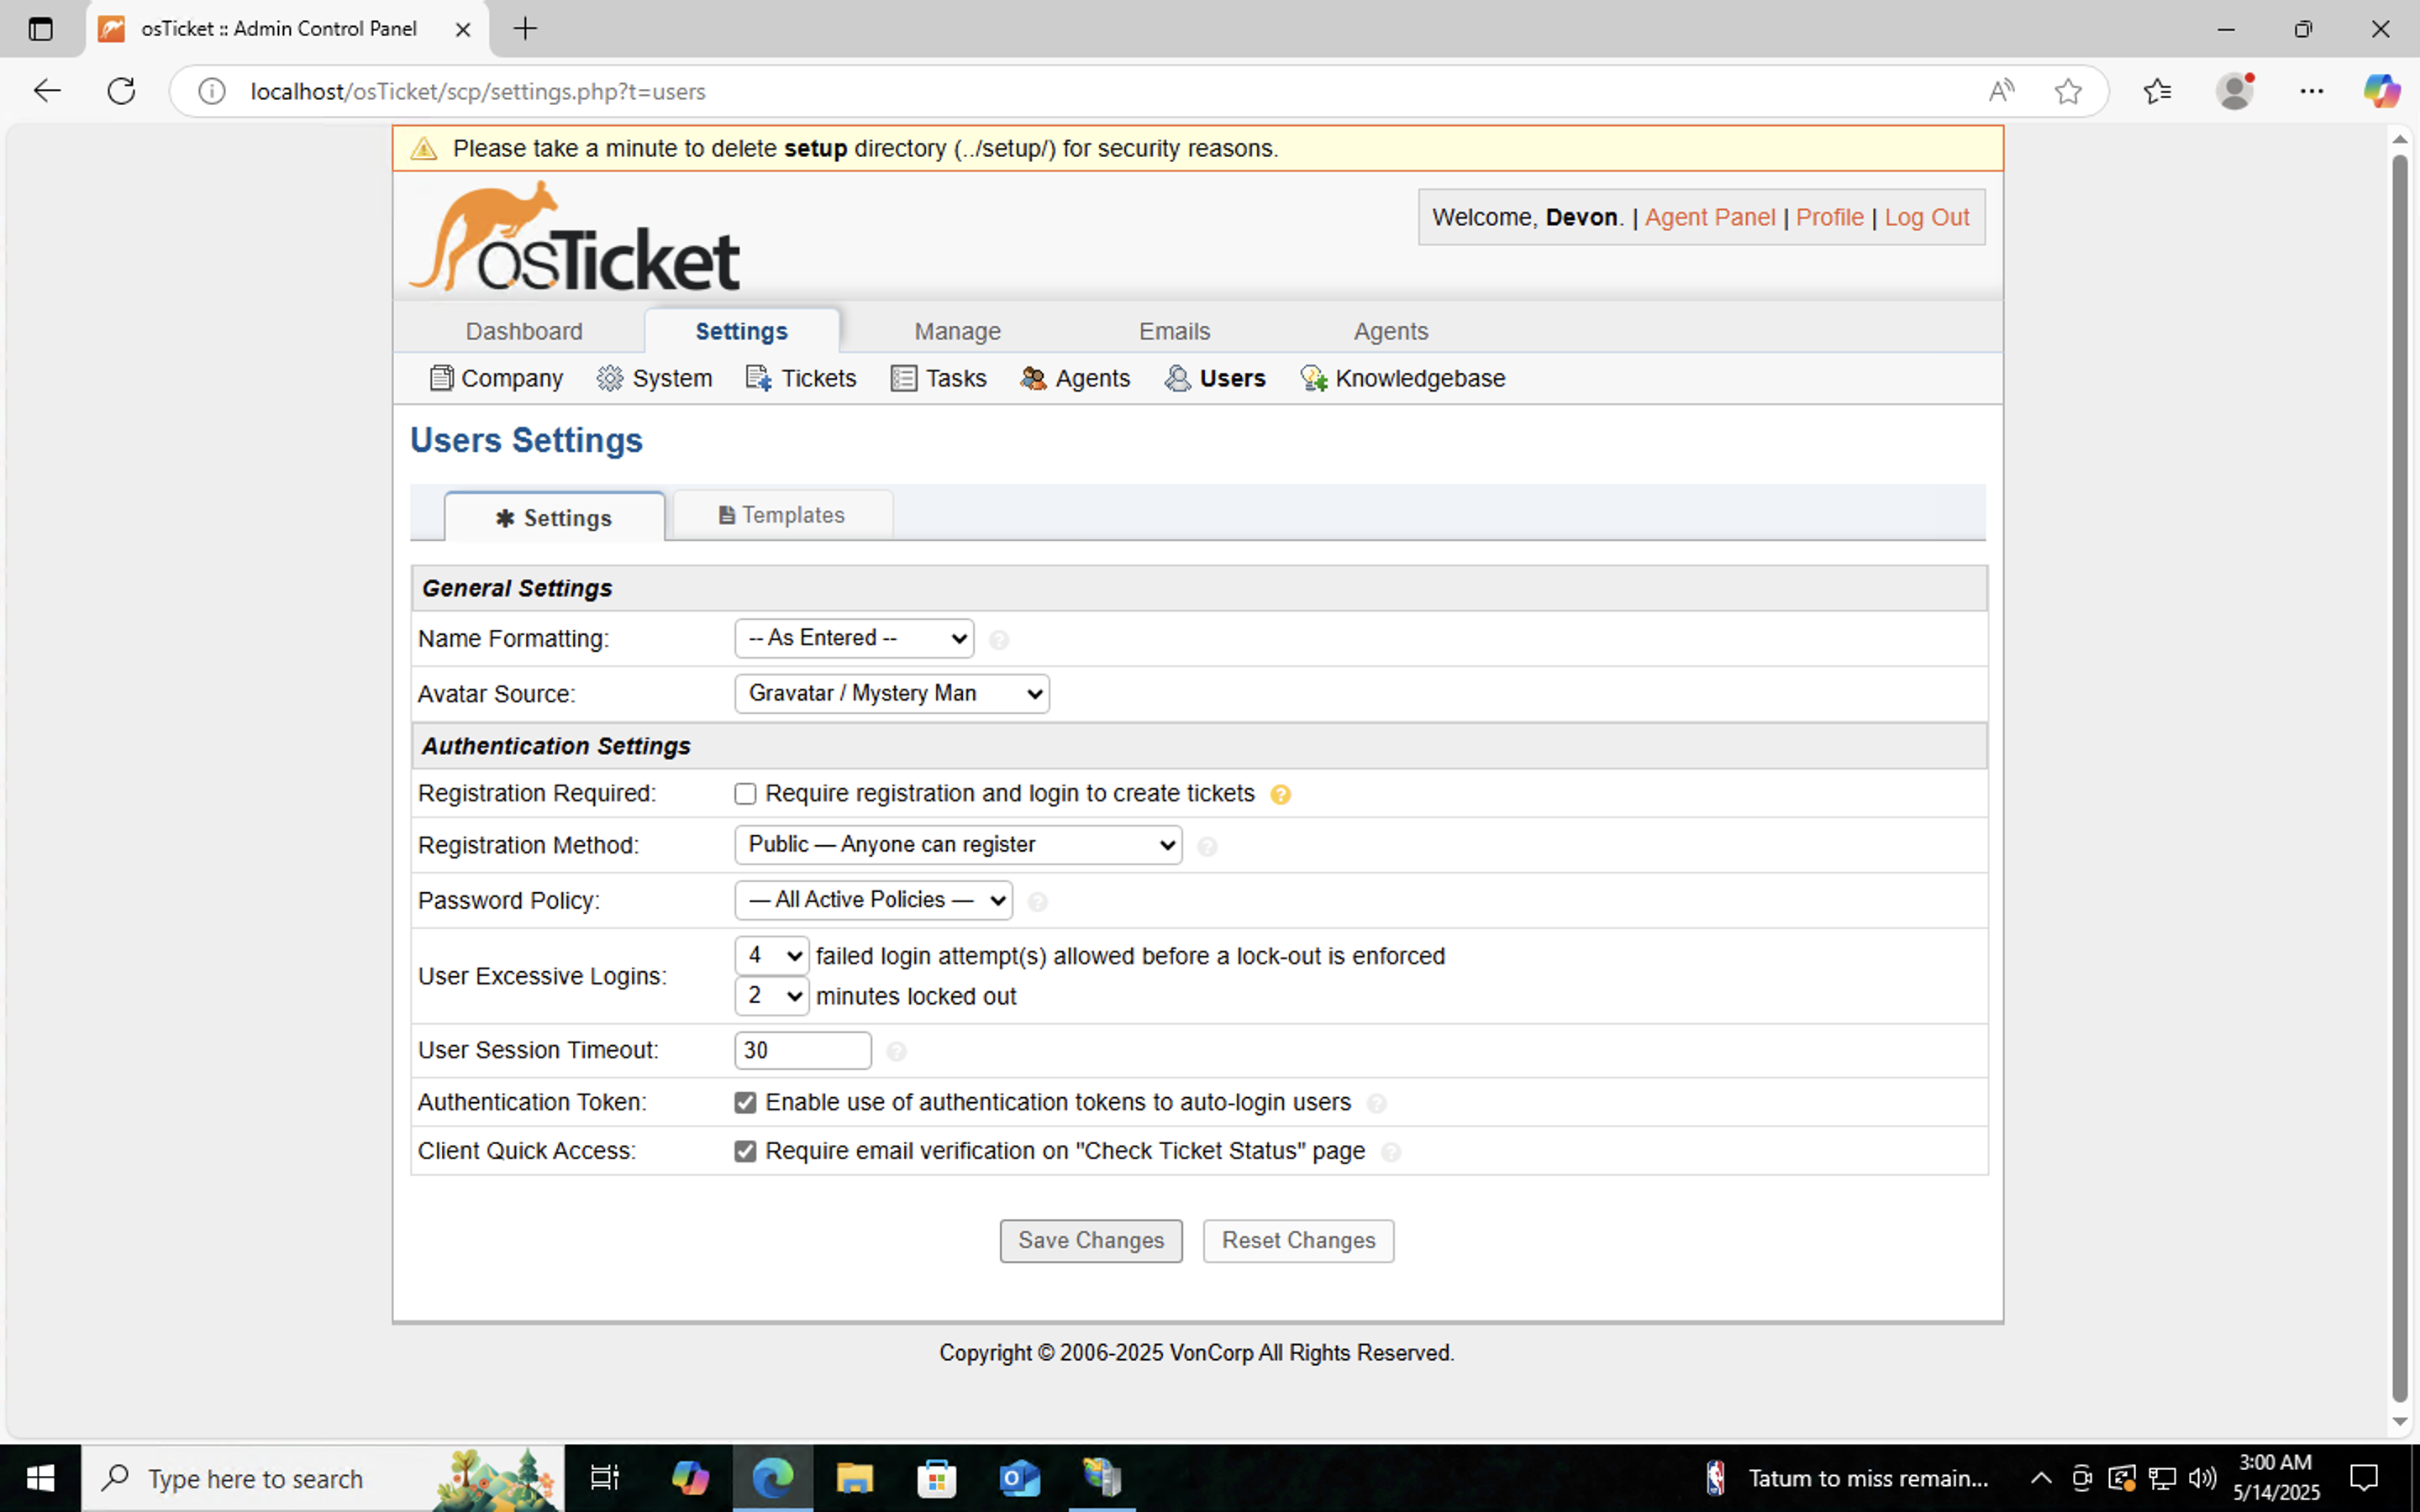 osTicket :: Admin Control Panel
localhost/osTicket/scp/settings.php?t=users
Please take a minute to delete setup directory (../setup/) for security reasons.
osTicket
Welcome, Devon. | Agent Panel | Profile | Log Out
Dashboard Settings Manage Emails Agents
Company System Tickets Tasks Agents Users Knowledgebase
Users Settings
Settings Templates
General Settings
Name Formatting: -- As Entered --
Avatar Source: Gravatar / Mystery Man
Authentication Settings
Registration Required: Require registration and login to create tickets
Registration Method: Public — Anyone can register
Password Policy: — All Active Policies —
User Excessive Logins: 4 failed login attempt(s) allowed before a lock-out is enforced
2 minutes locked out
User Session Timeout: 30
Authentication Token: Enable use of authentication tokens to auto-login users
Client Quick Access: Require email verification on "Check Ticket Status" page
Save Changes Reset Changes
Copyright © 2006-2025 VonCorp All Rights Reserved.
Type here to search
Tatum to miss remain...
3:00 AM
5/14/2025